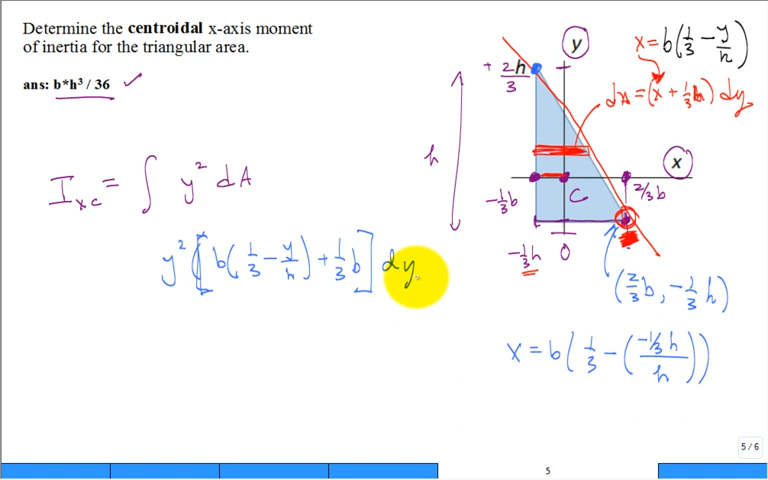 Determine the centroidal x-axis moment
of inertia for the triangular area.
ans: b*h³ / 36 ✓
I_xc = ∫ y² dA
y² [ b(1/3 - y/h) + 1/3 b ] dy
y
x = b(1/3 - y/h)
+ 2h/3
dA = (x + 1/3 b) dy
h
x
-1/3 b
C
2/3 b
-1/3 h
0
(2/3 b, -1/3 h)
x = b(1/3 - (-1/3 h / h))
5 / 6
5